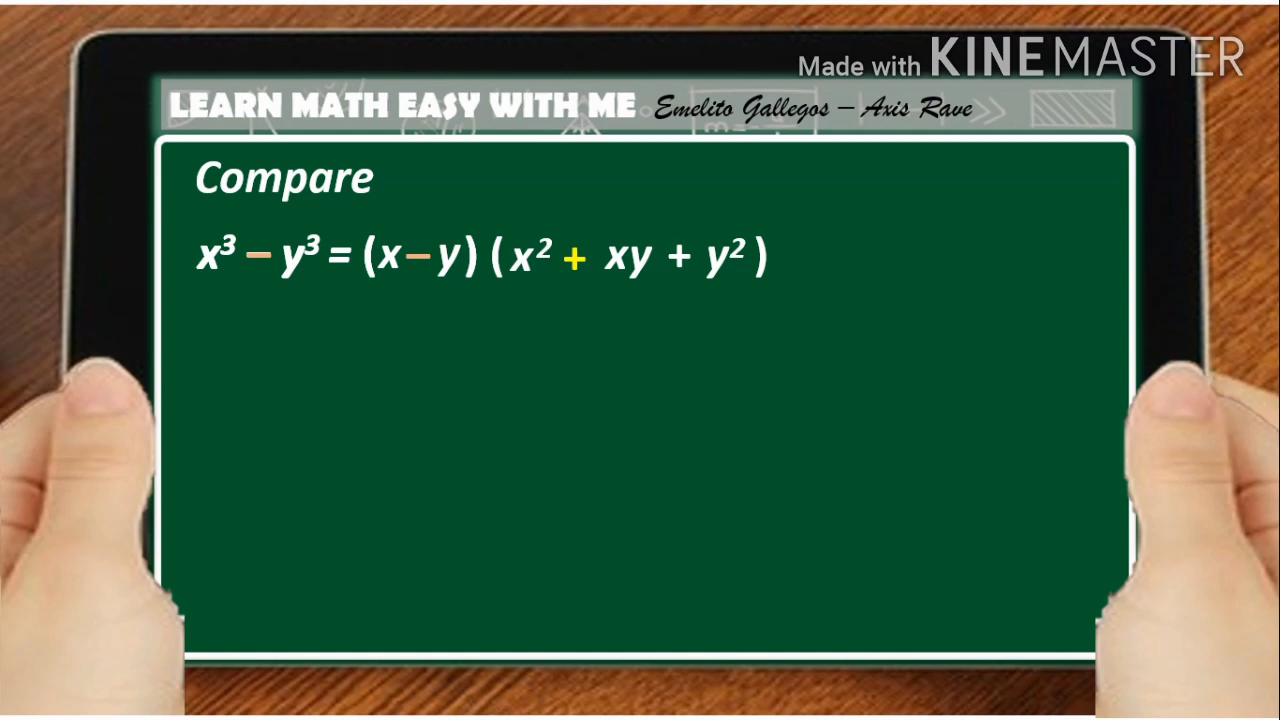 Made with KINEMASTER
LEARN MATH EASY WITH ME Emelito Gallegos – Axis Rave
Compare
x³ – y³ = (x – y) ( x² + xy + y² )